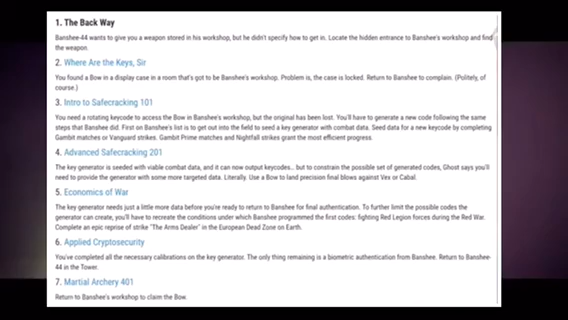 1. The Back Way
Banshee-44 wants to give you a weapon stored in his workshop, but he didn't specify how to get in. Locate the hidden entrance to Banshee's workshop and find
the weapon.
2. Where Are the Keys, Sir
You found a Bow in a display case in a room that's got to be Banshee's workshop. Problem is, the case is locked. Return to Banshee to complain. (Politely, of
course.)
3. Intro to Safecracking 101
You need a rotating keycode to access the Bow in Banshee's workshop, but the original has been lost. You'll have to generate a new code following the same
steps that Banshee did. First on Banshee's list is to get out into the field to seed a key generator with combat data. Seed data for a new keycode by completing
Gambit matches or Vanguard strikes. Gambit Prime matches and Nightfall strikes grant the most efficient progress.
4. Advanced Safecracking 201
The key generator is seeded with viable combat data, and it can now output keycodes… but to constrain the possible set of generated codes, Ghost says you'll
need to provide the generator with some more targeted data. Literally. Use a Bow to land precision final blows against Vex or Cabal.
5. Economics of War
The key generator needs just a little more data before you're ready to return to Banshee for final authentication. To further limit the possible codes the
generator can create, you'll have to recreate the conditions under which Banshee programmed the first codes: fighting Red Legion forces during the Red War.
Complete an epic reprise of strike "The Arms Dealer" in the European Dead Zone on Earth.
6. Applied Cryptosecurity
You've completed all the necessary calibrations on the key generator. The only thing remaining is a biometric authentication from Banshee. Return to Banshee-
44 in the Tower.
7. Martial Archery 401
Return to Banshee's workshop to claim the Bow.